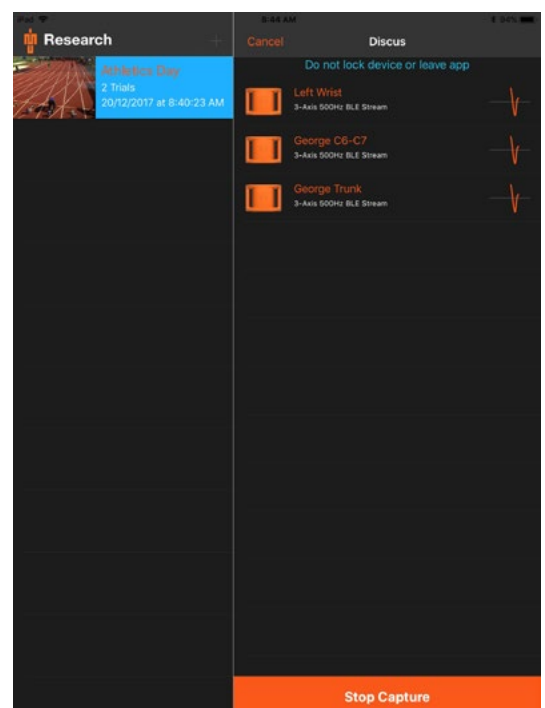 iPad
8:44 AM
94%
Research
+
Cancel
Discus
Athletics Day
2 Trials
20/12/2017 at 8:40:23 AM
Do not lock device or leave app
Left Wrist
3-Axis 500Hz BLE Stream
George C6-C7
3-Axis 500Hz BLE Stream
George Trunk
3-Axis 500Hz BLE Stream
Stop Capture